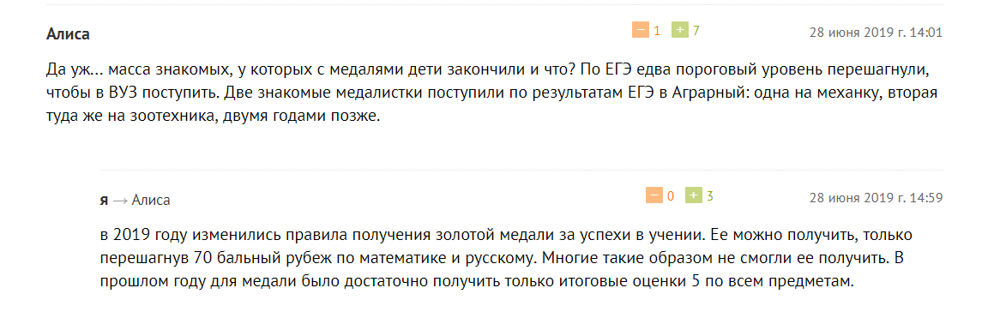 Алиса − 1 + 7 28 июня 2019 г. 14:01
Да уж... масса знакомых, у которых с медалями дети закончили и что? По ЕГЭ едва пороговый уровень перешагнули,
чтобы в ВУЗ поступить. Две знакомые медалистки поступили по результатам ЕГЭ в Аграрный: одна на механку, вторая
туда же на зоотехника, двумя годами позже.
я → Алиса − 0 + 3 28 июня 2019 г. 14:59
в 2019 году изменились правила получения золотой медали за успехи в учении. Ее можно получить, только
перешагнув 70 бальный рубеж по математике и русскому. Многие такие образом не смогли ее получить. В
прошлом году для медали было достаточно получить только итоговые оценки 5 по всем предметам.